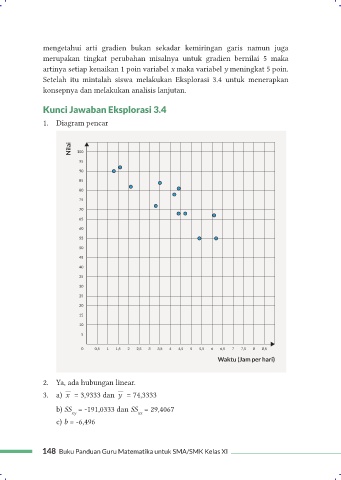 mengetahui arti gradien bukan sekadar kemiringan garis namun juga
merupakan tingkat perubahan misalnya untuk gradien bernilai 5 maka
artinya setiap kenaikan 1 poin variabel x maka variabel y meningkat 5 poin.
Setelah itu mintalah siswa melakukan Eksplorasi 3.4 untuk menerapkan
konsepnya dan melakukan analisis lanjutan.
Kunci Jawaban Eksplorasi 3.4
1. Diagram pencar
Nilai
100
95
90
85
80
75
70
65
60
55
50
45
40
35
30
25
20
15
10
5
0 0,5 1 1,5 2 2,5 3 3,5 4 4,5 5 5,5 6 6,5 7 7,5 8 8,5
Waktu (Jam per hari)
2. Ya, ada hubungan linear.
3. a) x̅ = 3,9333 dan y̅ = 74,3333
b) SSxy = -191,0333 dan SSxx = 29,4067
c) b = -6,496
148 Buku Panduan Guru Matematika untuk SMA/SMK Kelas XI